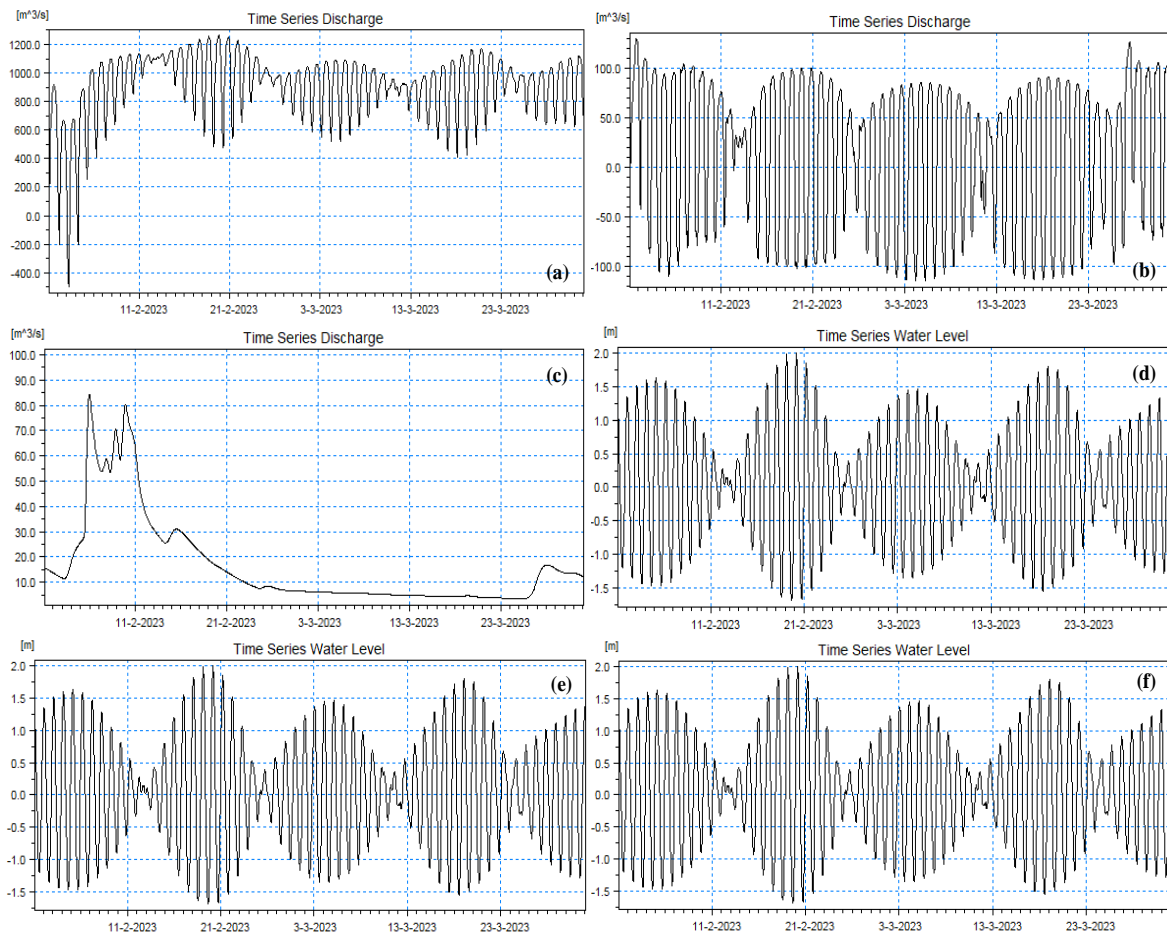 [m^3/s]
Time Series Discharge
1200.0
1000.0
800.0
600.0
400.0
200.0
0.0
-200.0
-400.0
(a)
11-2-2023 21-2-2023 3-3-2023 13-3-2023 23-3-2023
[m^3/s]
Time Series Discharge
100.0
50.0
0.0
-50.0
-100.0
(b)
11-2-2023 21-2-2023 3-3-2023 13-3-2023 23-3-2023
[m^3/s]
Time Series Discharge
100.0
90.0
80.0
70.0
60.0
50.0
40.0
30.0
20.0
10.0
(c)
11-2-2023 21-2-2023 3-3-2023 13-3-2023 23-3-2023
[m]
Time Series Water Level
2.0
1.5
1.0
0.5
0.0
-0.5
-1.0
-1.5
(d)
11-2-2023 21-2-2023 3-3-2023 13-3-2023 23-3-2023
[m]
Time Series Water Level
2.0
1.5
1.0
0.5
0.0
-0.5
-1.0
-1.5
(e)
11-2-2023 21-2-2023 3-3-2023 13-3-2023 23-3-2023
[m]
Time Series Water Level
2.0
1.5
1.0
0.5
0.0
-0.5
-1.0
-1.5
(f)
11-2-2023 21-2-2023 3-3-2023 13-3-2023 23-3-2023